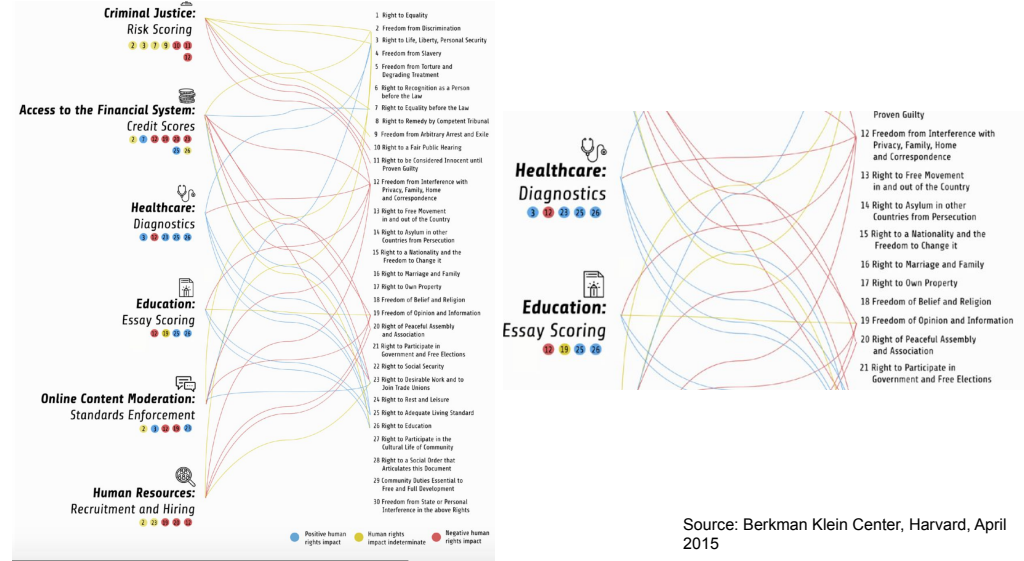 Criminal Justice:
Risk Scoring
2 3 7 9 10 11
12
Access to the Financial System:
Credit Scores
25 26
Healthcare:
Diagnostics
3 12 23 25 26
Education:
Essay Scoring
12 19 25 26
Online Content Moderation:
Standards Enforcement
Human Resources:
Recruitment and Hiring
1 Right to Equality
2 Freedom from Discrimination
3 Right to Life, Liberty, Personal Security
4 Freedom from Slavery
5 Freedom from Torture and
Degrading Treatment
6 Right to Recognition as a Person
before the Law
7 Right to Equality before the Law
8 Right to Remedy by Competent Tribunal
9 Freedom from Arbitrary Arrest and Exile
10 Right to a Fair Public Hearing
11 Right to be Considered Innocent until
Proven Guilty
12 Freedom from Interference with
Privacy, Family, Home
and Correspondence
13 Right to Free Movement
in and out of the Country
14 Right to Asylum in other
Countries from Persecution
15 Right to a Nationality and the
Freedom to Change it
16 Right to Marriage and Family
17 Right to Own Property
18 Freedom of Belief and Religion
19 Freedom of Opinion and Information
20 Right of Peaceful Assembly
and Association
21 Right to Participate in
Government and Free Elections
22 Right to Social Security
23 Right to Desirable Work and to
Join Trade Unions
24 Right to Rest and Leisure
25 Right to Adequate Living Standard
26 Right to Education
27 Right to Participate in the
Cultural Life of Community
28 Right to a Social Order that
Articulates this Document
29 Community Duties Essential to
Free and Full Development
30 Freedom from State or Personal
Interference in the above Rights
Positive human
rights impact
Human rights
impact indeterminate
Negative human
rights impact
Healthcare:
Diagnostics
3 12 23 25 26
Education:
Essay Scoring
12 19 25 26
Proven Guilty
12 Freedom from Interference with
Privacy, Family, Home
and Correspondence
13 Right to Free Movement
in and out of the Country
14 Right to Asylum in other
Countries from Persecution
15 Right to a Nationality and the
Freedom to Change it
16 Right to Marriage and Family
17 Right to Own Property
18 Freedom of Belief and Religion
19 Freedom of Opinion and Information
20 Right of Peaceful Assembly
and Association
21 Right to Participate in
Government and Free Elections
Source: Berkman Klein Center, Harvard, April
2015